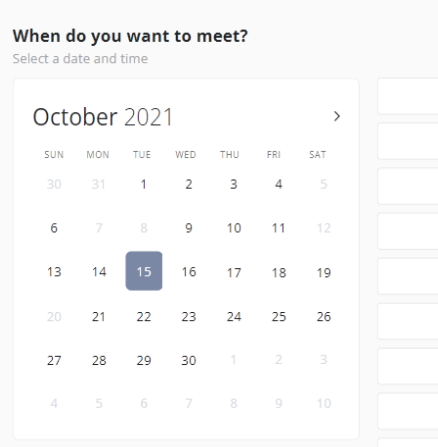 When do you want to meet?
Select a date and time
October 2021
SUN MON TUE WED THU FRI SAT
30 31 1 2 3 4 5
6 7 8 9 10 11 12
13 14 15 16 17 18 19
20 21 22 23 24 25 26
27 28 29 30 1 2 3
4 5 6 7 8 9 10